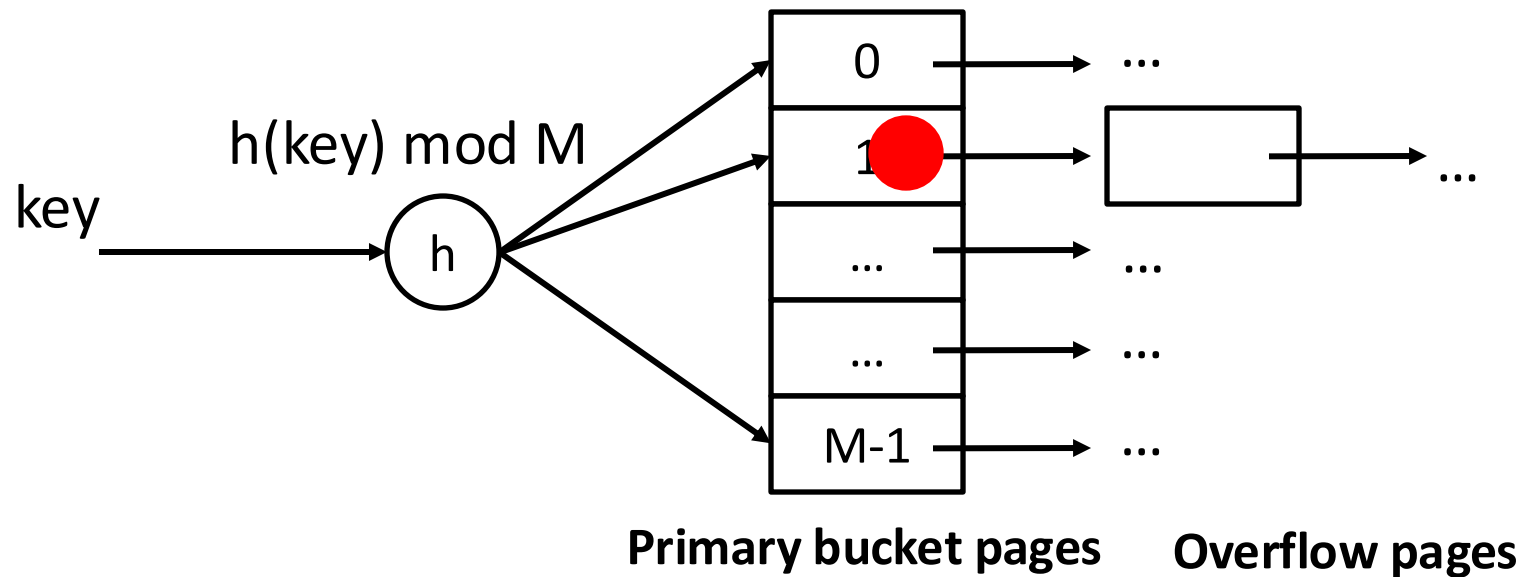 h(key) mod M
key
h
0
...
1
...
...
...
...
...
...
M-1
...
Primary bucket pages
Overflow pages